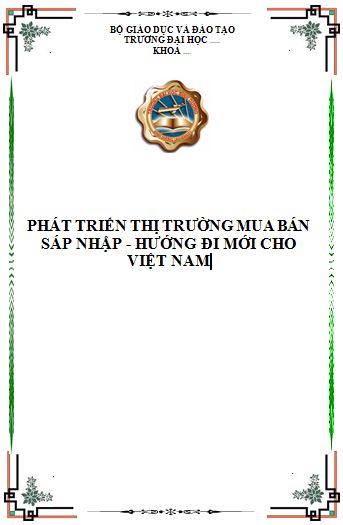 BỘ GIÁO DỤC VÀ ĐÀO TẠO
TRƯỜNG ĐẠI HỌC ....
KHOA ....
PHÁT TRIỂN THỊ TRƯỜNG MUA BÁN
SÁP NHẬP - HƯỚNG ĐI MỚI CHO
VIỆT NAM